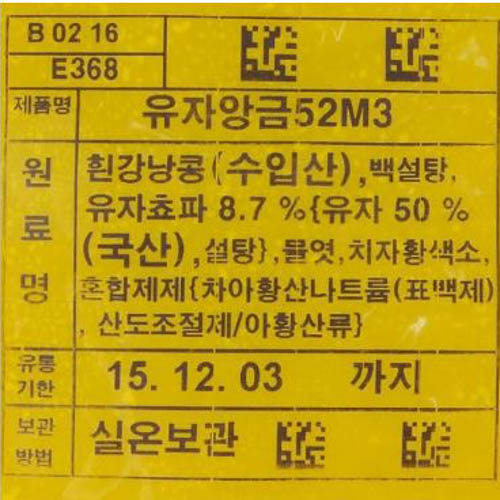 B 02 16
E368
제품명 유자앙금52M3
원료명
흰강낭콩(수입산),백설탕,
유자쵸파 8.7 %{유자 50 %
(국산),설탕},물엿,치자황색소,
혼합제제{차아황산나트륨(표백제)
, 산도조절제/아황산류}
유통기한 15. 12. 03 까지
보관방법 실온보관